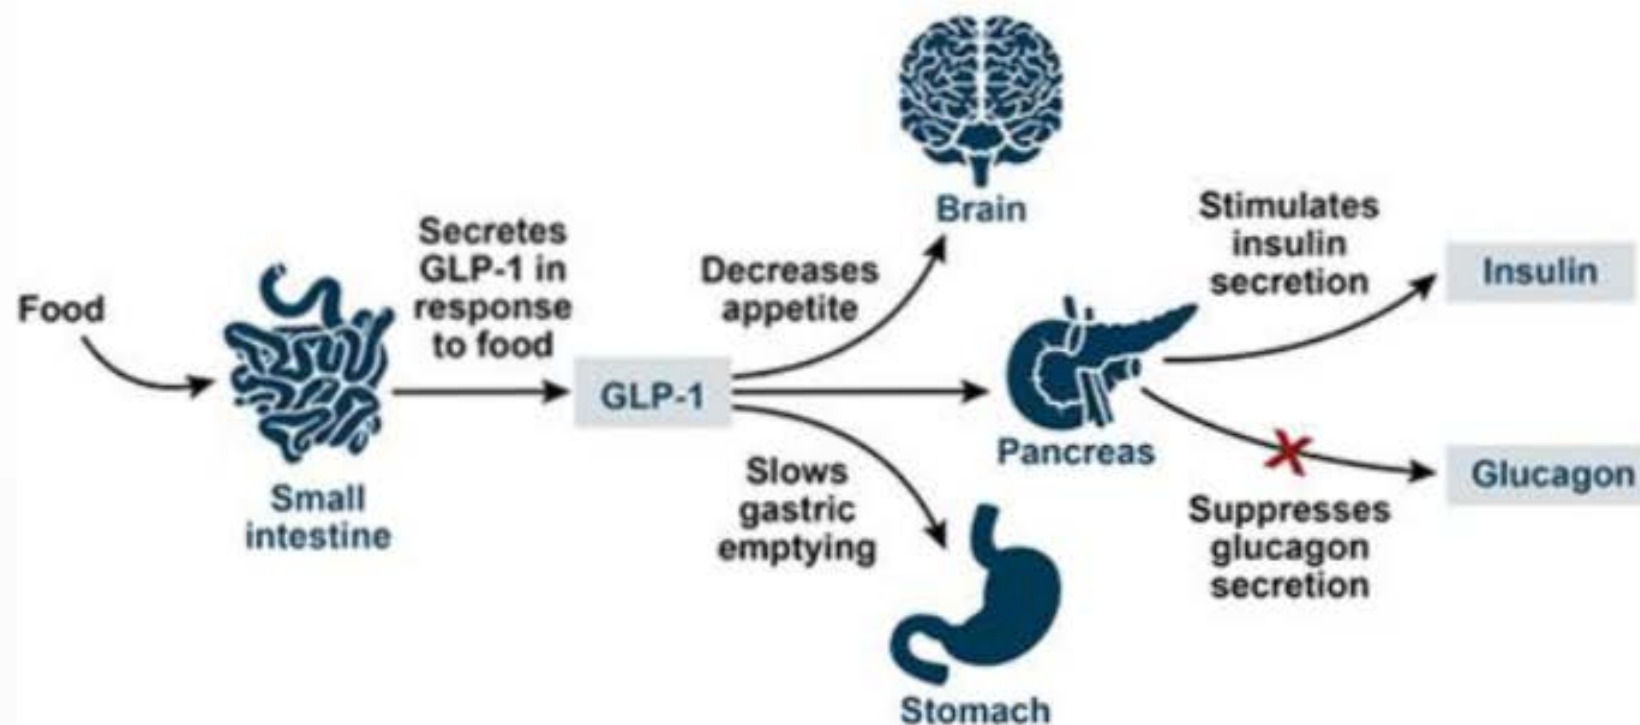 Food
Small
intestine
Secretes
GLP-1 in
response
to food
GLP-1
Decreases
appetite
Brain
Pancreas
Slows
gastric
emptying
Stomach
Stimulates
insulin
secretion
Insulin
Suppresses
glucagon
secretion
Glucagon